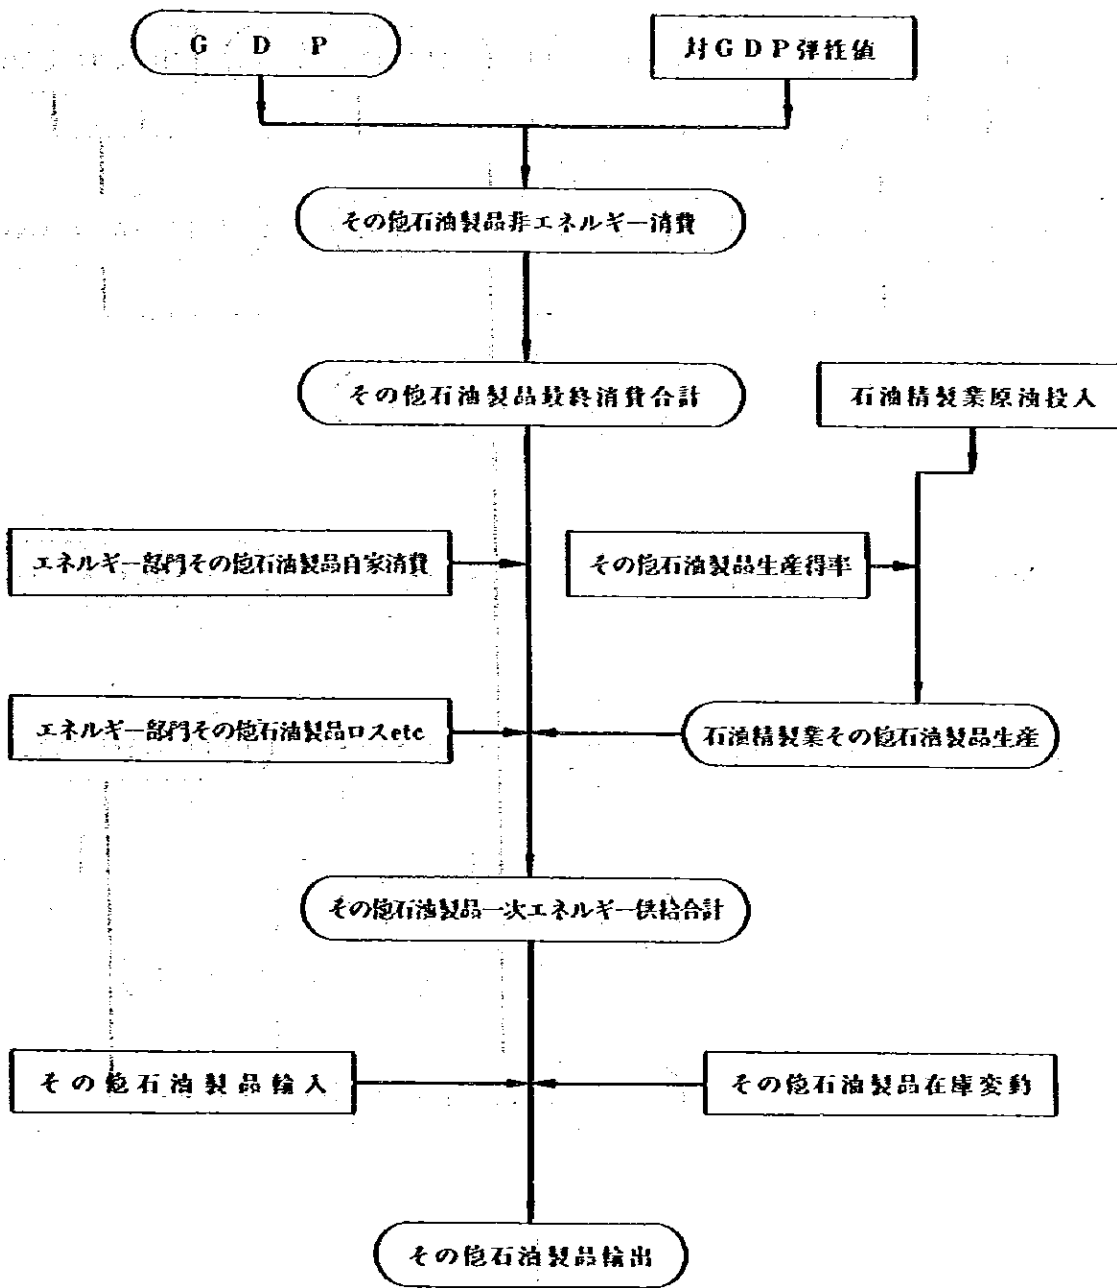 G D P
対GDP弾性値
その他石油製品非エネルギー消費
その他石油製品最終消費合計
石油精製業原油投入
エネルギー部門その他石油製品自家消費
その他石油製品生産得率
エネルギー部門その他石油製品ロスetc
石油精製業その他石油製品生産
その他石油製品一次エネルギー供給合計
その他石油製品輸入
その他石油製品在庫変動
その他石油製品輸出